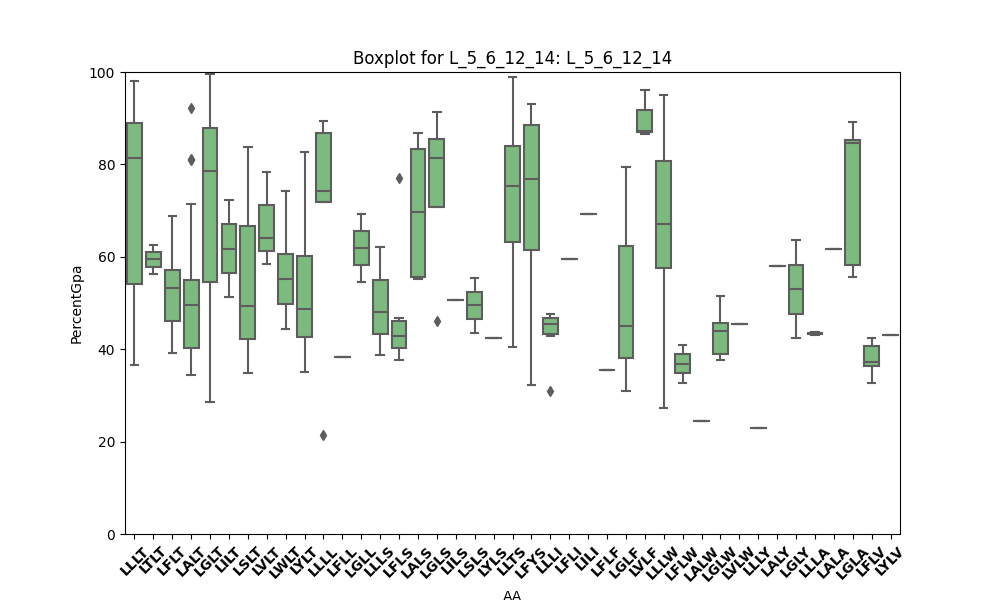 Boxplot for L_5_6_12_14: L_5_6_12_14
100
80
60
40
20
0
PercentGpa
LLLT LTLT LFLT LALT LGLT LILT LSLT LVLT LWLT LYLT LLLL LFLL LGLL LLLS LFLS LALS LGLS LILS LSLS LYLS LLTS LFYS LLLI LFLI LILI LFLF LGLF LVLF LLLW LFLW LALW LGLW LVLW LLLY LALY LGLY LLLA LALA LGLA LFLV LYLV
AA